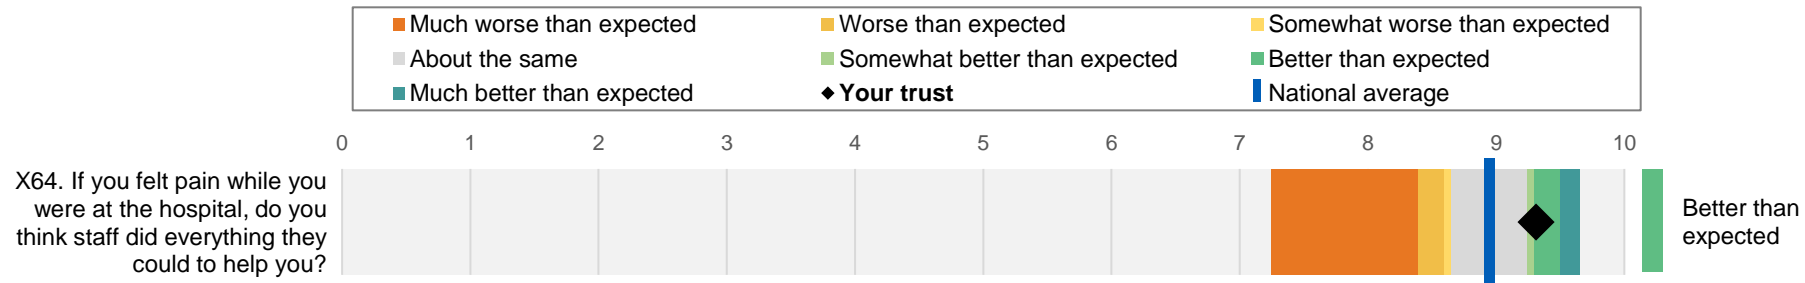 Much worse than expected
Worse than expected
Somewhat worse than expected
About the same
Somewhat better than expected
Better than expected
Much better than expected
Your trust
National average
0 1 2 3 4 5 6 7 8 9 10
X64. If you felt pain while you
were at the hospital, do you
think staff did everything they
could to help you?
Better than
expected